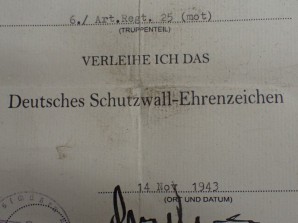 6./ Art.Regt. 25 (mot)
(TRUPPENTEIL)
VERLEIHE ICH DAS
Deutsches Schutzwall-Ehrenzeichen
14 Nov 1943
(ORT UND DATUM)